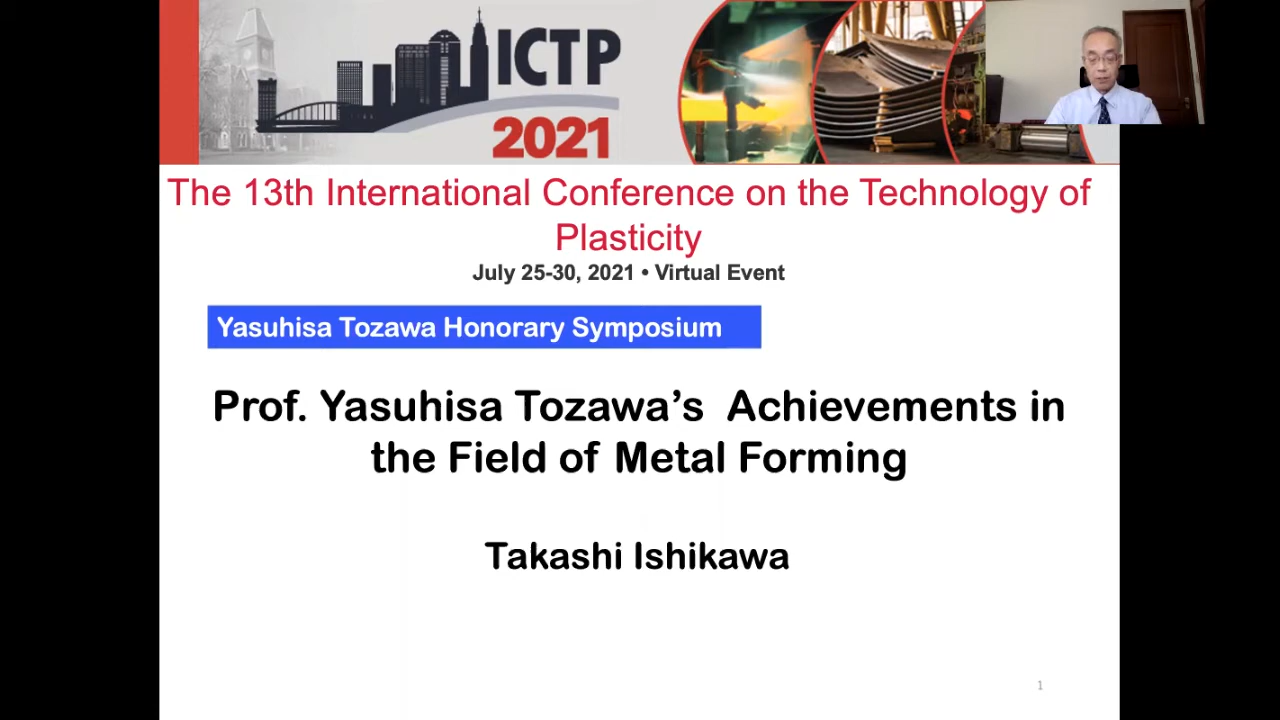 ICTP
2021
The 13th International Conference on the Technology of
Plasticity
July 25-30, 2021 • Virtual Event
Yasuhisa Tozawa Honorary Symposium
Prof. Yasuhisa Tozawa’s  Achievements in
the Field of Metal Forming
Takashi Ishikawa
1